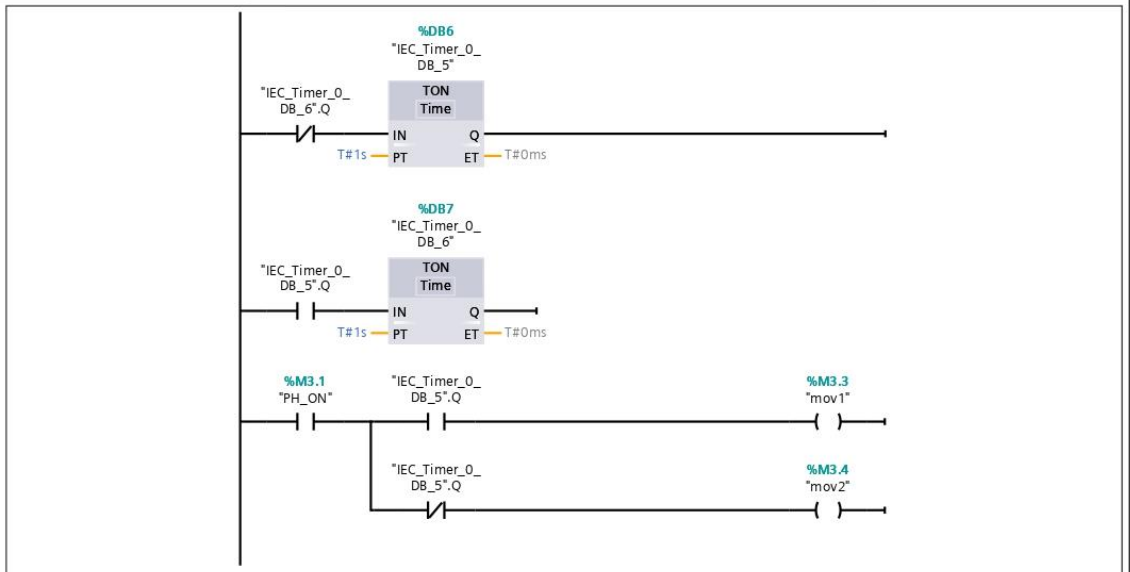 %DB6
"IEC_Timer_0_
DB_5"
"IEC_Timer_0_
DB_6".Q
TON
Time
IN
Q
T#1s
PT
ET
T#0ms
%DB7
"IEC_Timer_0_
DB_6"
"IEC_Timer_0_
DB_5".Q
TON
Time
IN
Q
T#1s
PT
ET
T#0ms
%M3.1
"PH_ON"
"IEC_Timer_0_
DB_5".Q
%M3.3
"mov1"
"IEC_Timer_0_
DB_5".Q
%M3.4
"mov2"